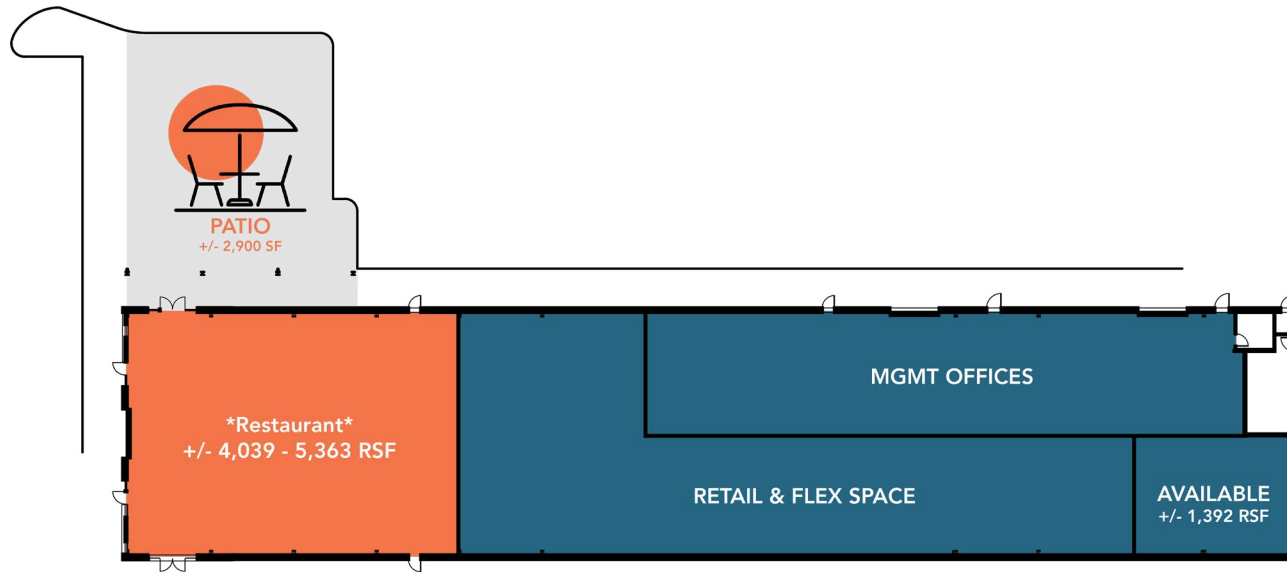 PATIO
+/- 2,900 SF
MGMT OFFICES
*Restaurant*
+/- 4,039 - 5,363 RSF
RETAIL & FLEX SPACE
AVAILABLE
+/- 1,392 RSF